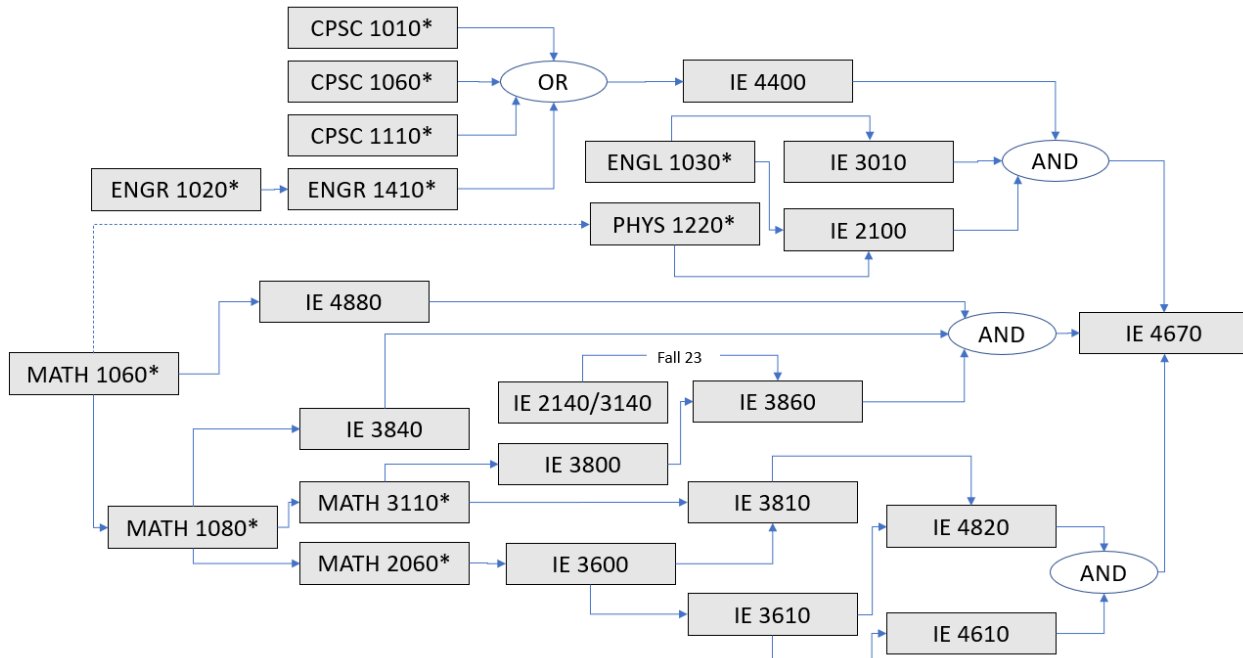 CPSC 1010*
CPSC 1060*
OR
IE 4400
CPSC 1110*
ENGL 1030*
IE 3010
AND
ENGR 1020*
ENGR 1410*
PHYS 1220*
IE 2100
IE 4880
AND
IE 4670
Fall 23
MATH 1060*
IE 2140/3140
IE 3860
IE 3840
IE 3800
MATH 3110*
IE 3810
MATH 1080*
IE 4820
MATH 2060*
IE 3600
AND
IE 3610
IE 4610